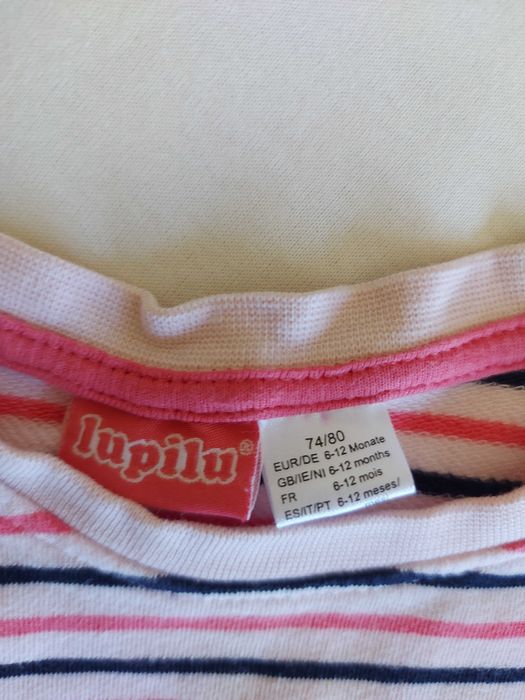 lupilu®
74/80
EUR/DE 6-12 Monate
GB/IE/NI 6-12 months
FR 6-12 mois
ES/IT/PT 6-12 meses/